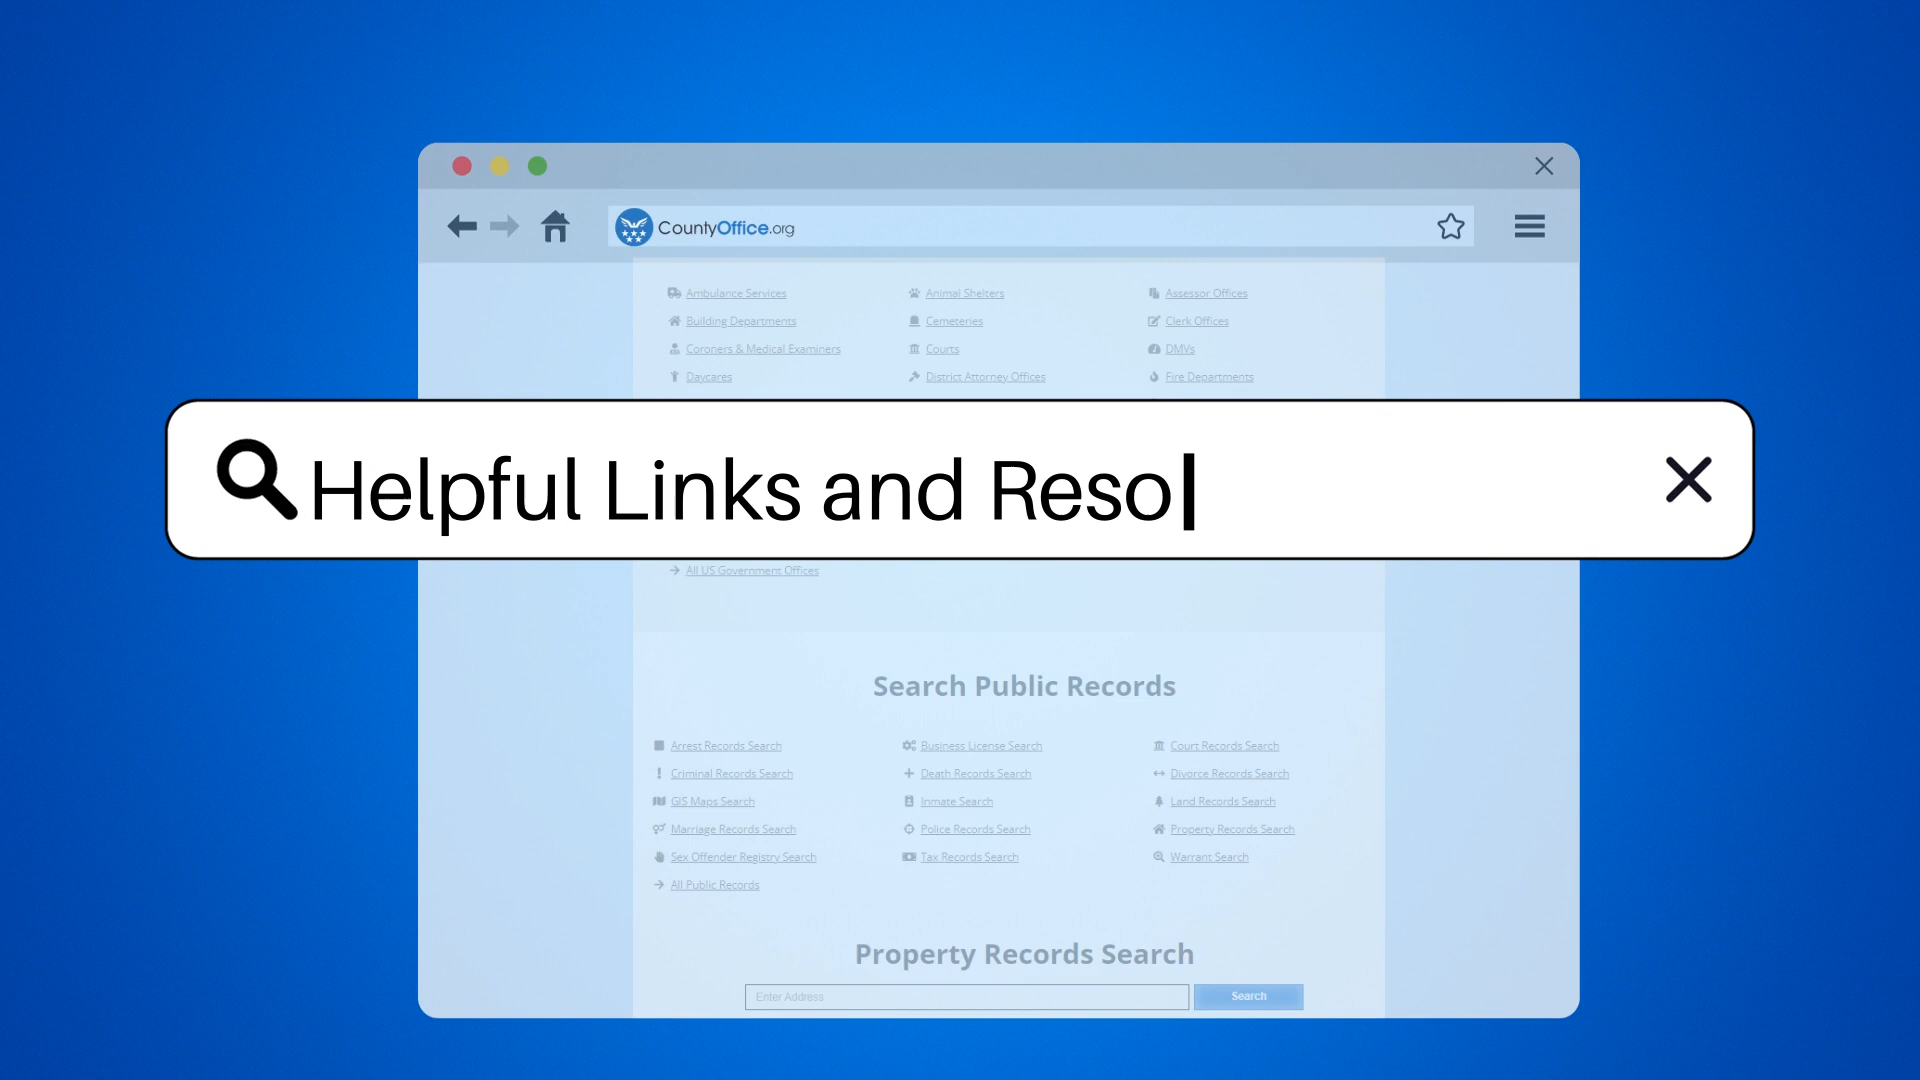 CountyOffice.org
Ambulance Services Animal Shelters Assessor Offices
Building Departments Cemeteries Clerk Offices
Coroners & Medical Examiners Courts DMVs
Daycares District Attorney Offices Fire Departments
Helpful Links and Reso
All US Government Offices
Search Public Records
Arrest Records Search Business License Search Court Records Search
Criminal Records Search Death Records Search Divorce Records Search
GIS Maps Search Inmate Search Land Records Search
Marriage Records Search Police Records Search Property Records Search
Sex Offender Registry Search Tax Records Search Warrant Search
All Public Records
Property Records Search
Enter Address Search